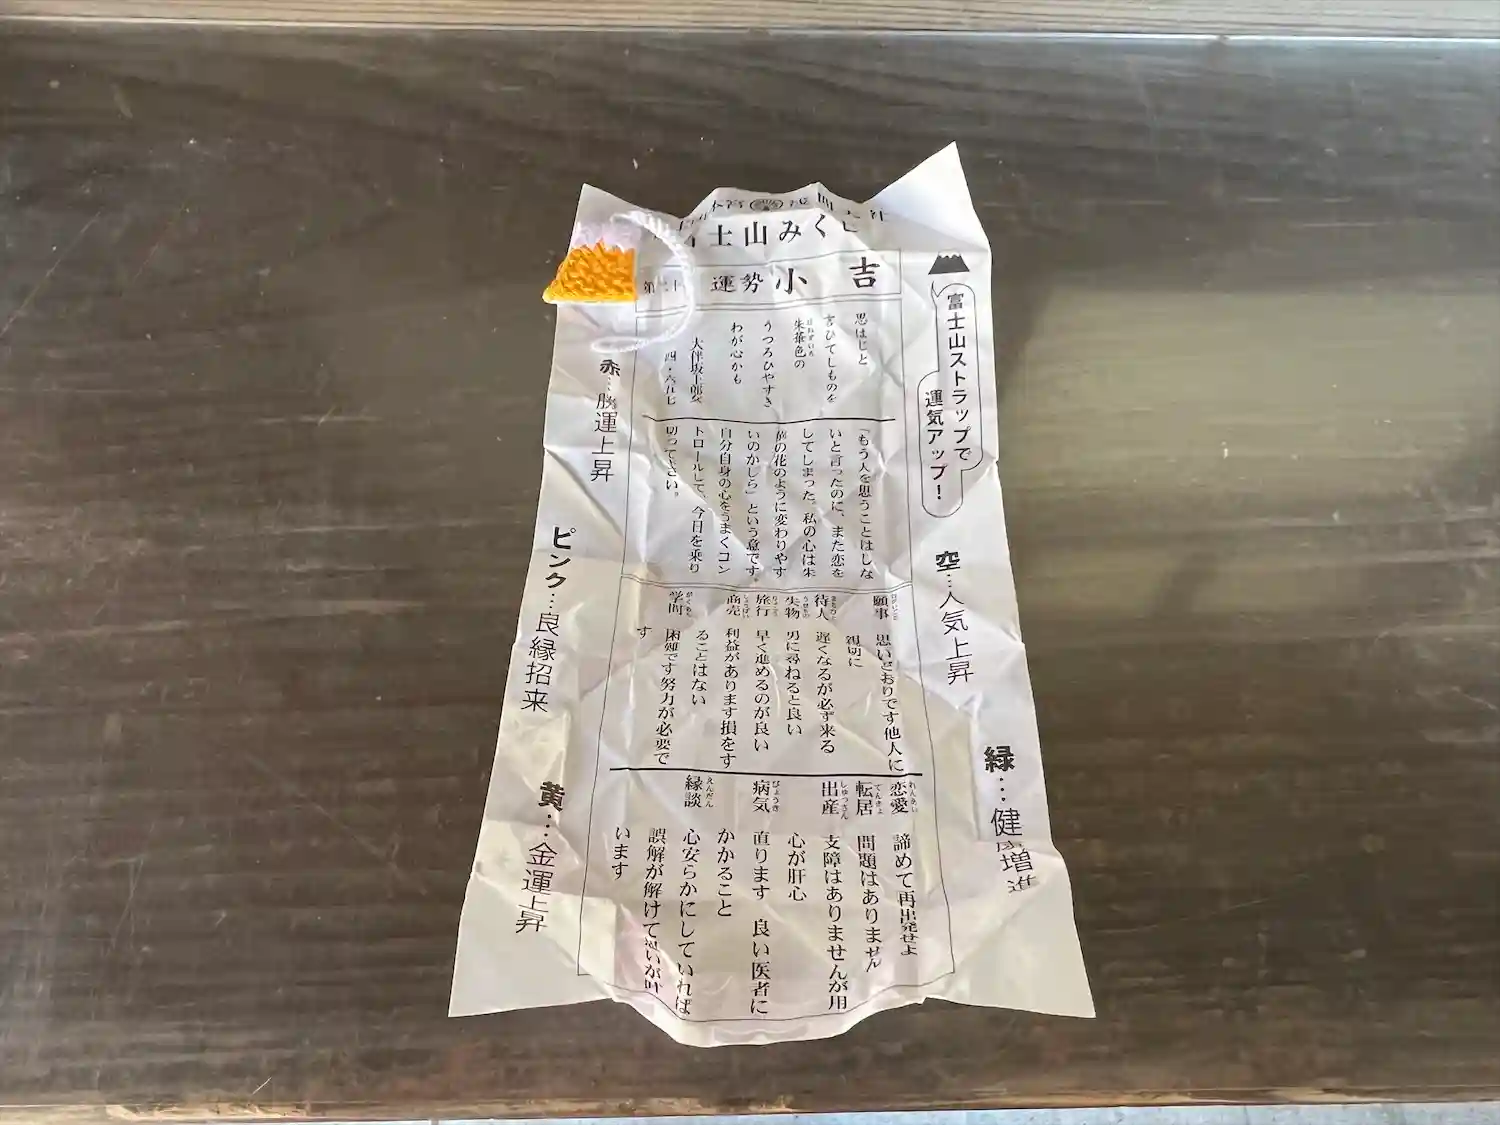 士山みく
運勢 小吉
富士山ストラップで
運気アップ！
空…人気上昇
緑…健 増進
思はじと
言ひてしものを
朱華色の
うつろひやすき
わが心かも
「もう人を思うことはしな
いと言ったのに、また恋を
してしまった。私の心は朱
の花のように変わりやす
いのかしら」という意です。
自分自身の心をうまくコン
トロールして、今日を乗り
切って下さい。
願事 思いどおりです他人に
親切に
待人 遅くなるが必ず来る
失物 男に尋ねると良い
旅行 早く進めるのが良い
商売 利益があります損をす
ることはない
学問 困難です努力が必要で
す
恋愛 諦めて再出発せよ
転居 問題はありません
出産 支障はありませんが用
心が肝心
病気 直ります 良い医者に
かかること
縁談 心安らかにしていれば
誤解が解けて
います
赤…勝運上昇
ピンク…良縁招来
黄…金運上昇